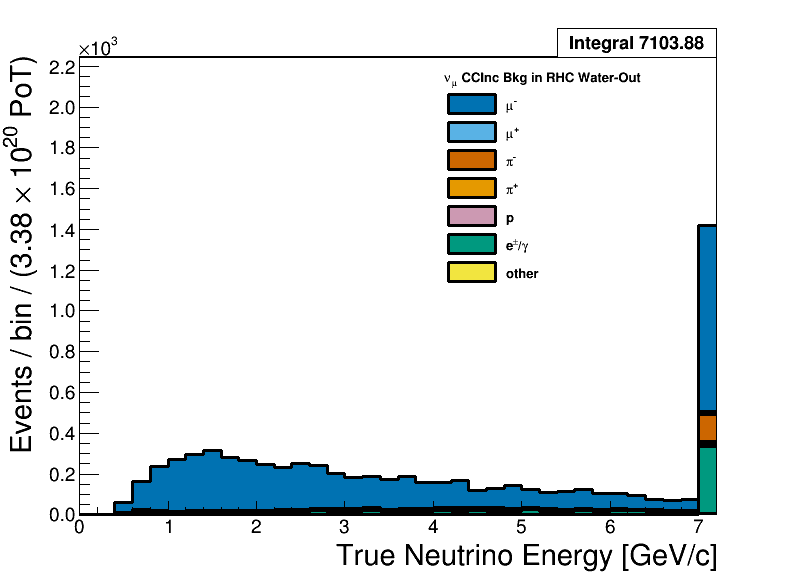 Integral 7103.88
×10³
ν_μ CCInc Bkg in RHC Water-Out
μ⁻
μ⁺
π⁻
π⁺
p
e^±/γ
other
Events / bin / (3.38 × 10²⁰ PoT)
2.2
2.0
1.8
1.6
1.4
1.2
1.0
0.8
0.6
0.4
0.2
0.0
0 1 2 3 4 5 6 7
True Neutrino Energy [GeV/c]